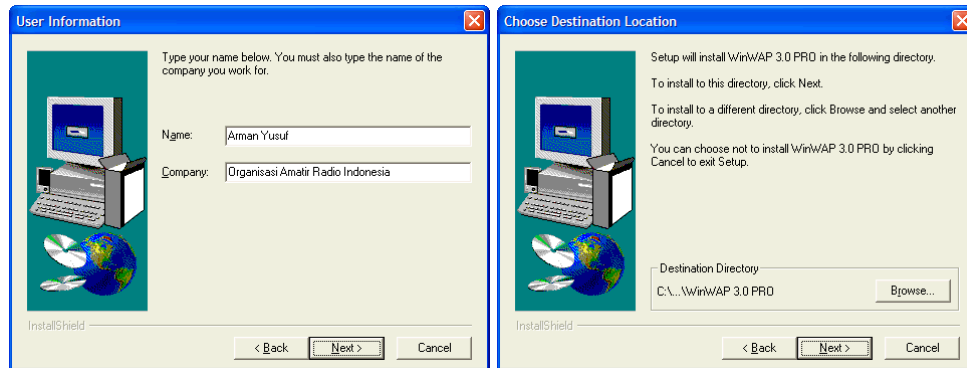 User Information
Type your name below. You must also type the name of the
company you work for.
Name:
Arman Yusuf
Company:
Organisasi Amatir Radio Indonesia
InstallShield
< Back
Next >
Cancel
Choose Destination Location
Setup will install WinWAP 3.0 PRO in the following directory.
To install to this directory, click Next.
To install to a different directory, click Browse and select another
directory.
You can choose not to install WinWAP 3.0 PRO by clicking
Cancel to exit Setup.
Destination Directory
C:\...\WinWAP 3.0 PRO
Browse...
InstallShield
< Back
Next >
Cancel